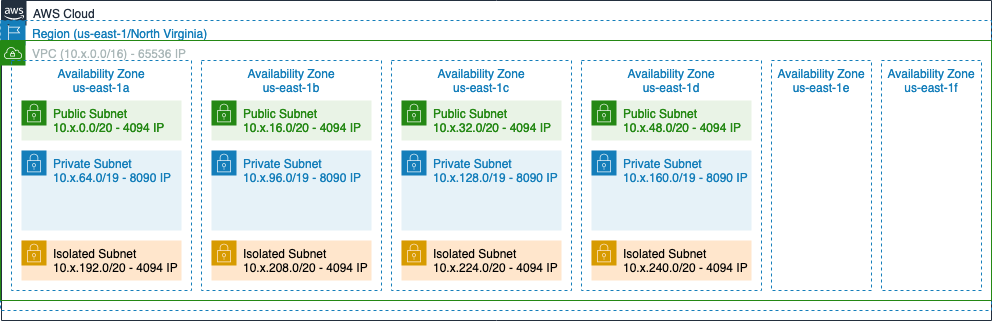 aws
AWS Cloud
Region (us-east-1/North Virginia)
VPC (10.x.0.0/16) - 65536 IP
Availability Zone
us-east-1a
Public Subnet
10.x.0.0/20 - 4094 IP
Private Subnet
10.x.64.0/19 - 8090 IP
Isolated Subnet
10.x.192.0/20 - 4094 IP
Availability Zone
us-east-1b
Public Subnet
10.x.16.0/20 - 4094 IP
Private Subnet
10.x.96.0/19 - 8090 IP
Isolated Subnet
10.x.208.0/20 - 4094 IP
Availability Zone
us-east-1c
Public Subnet
10.x.32.0/20 - 4094 IP
Private Subnet
10.x.128.0/19 - 8090 IP
Isolated Subnet
10.x.224.0/20 - 4094 IP
Availability Zone
us-east-1d
Public Subnet
10.x.48.0/20 - 4094 IP
Private Subnet
10.x.160.0/19 - 8090 IP
Isolated Subnet
10.x.240.0/20 - 4094 IP
Availability Zone
us-east-1e
Availability Zone
us-east-1f